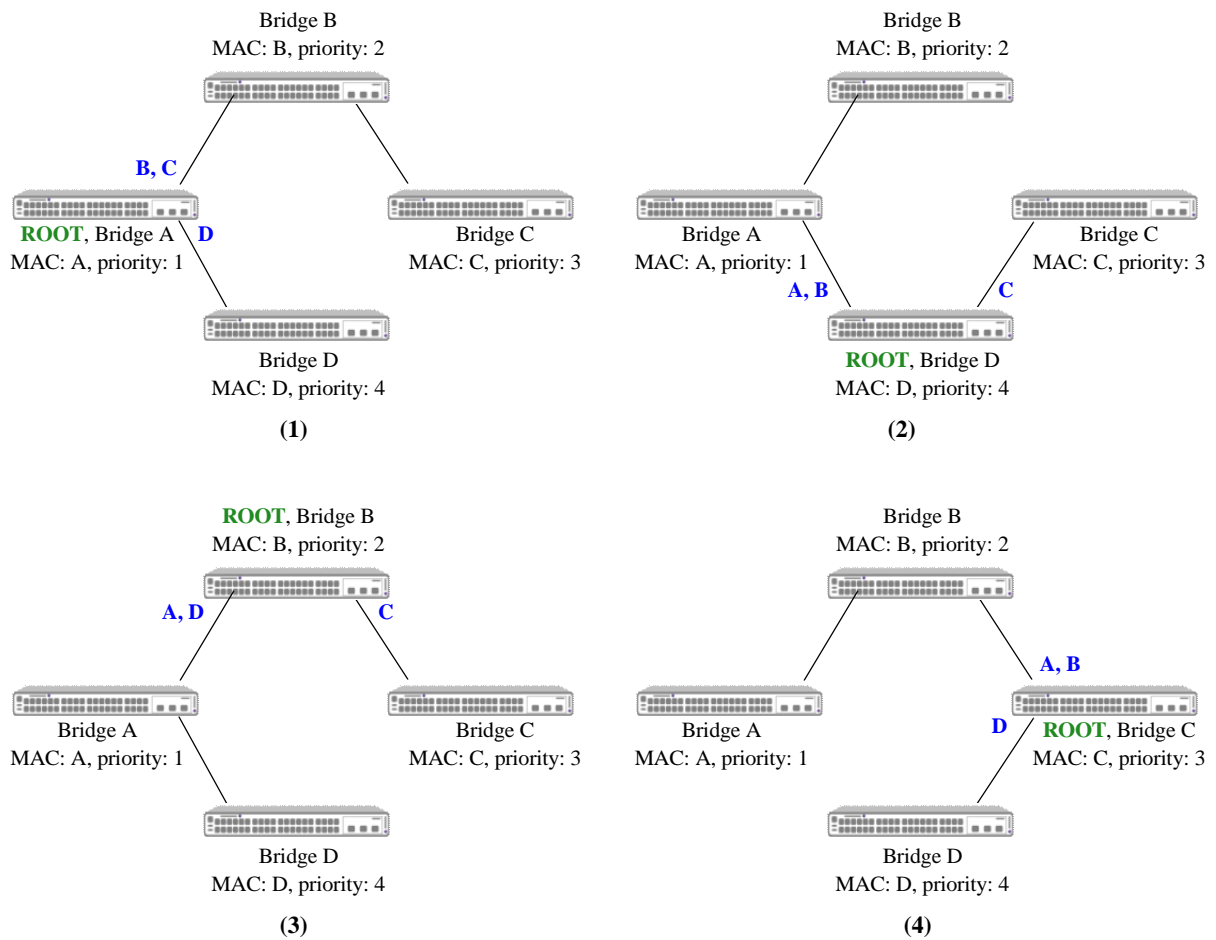 Bridge B
MAC: B, priority: 2
B, C
ROOT, Bridge A
MAC: A, priority: 1
D
Bridge C
MAC: C, priority: 3
Bridge D
MAC: D, priority: 4
(1)
Bridge B
MAC: B, priority: 2
Bridge A
MAC: A, priority: 1
Bridge C
MAC: C, priority: 3
A, B
C
ROOT, Bridge D
MAC: D, priority: 4
(2)
ROOT, Bridge B
MAC: B, priority: 2
A, D
C
Bridge A
MAC: A, priority: 1
Bridge C
MAC: C, priority: 3
Bridge D
MAC: D, priority: 4
(3)
Bridge B
MAC: B, priority: 2
A, B
Bridge A
MAC: A, priority: 1
D
ROOT, Bridge C
MAC: C, priority: 3
Bridge D
MAC: D, priority: 4
(4)